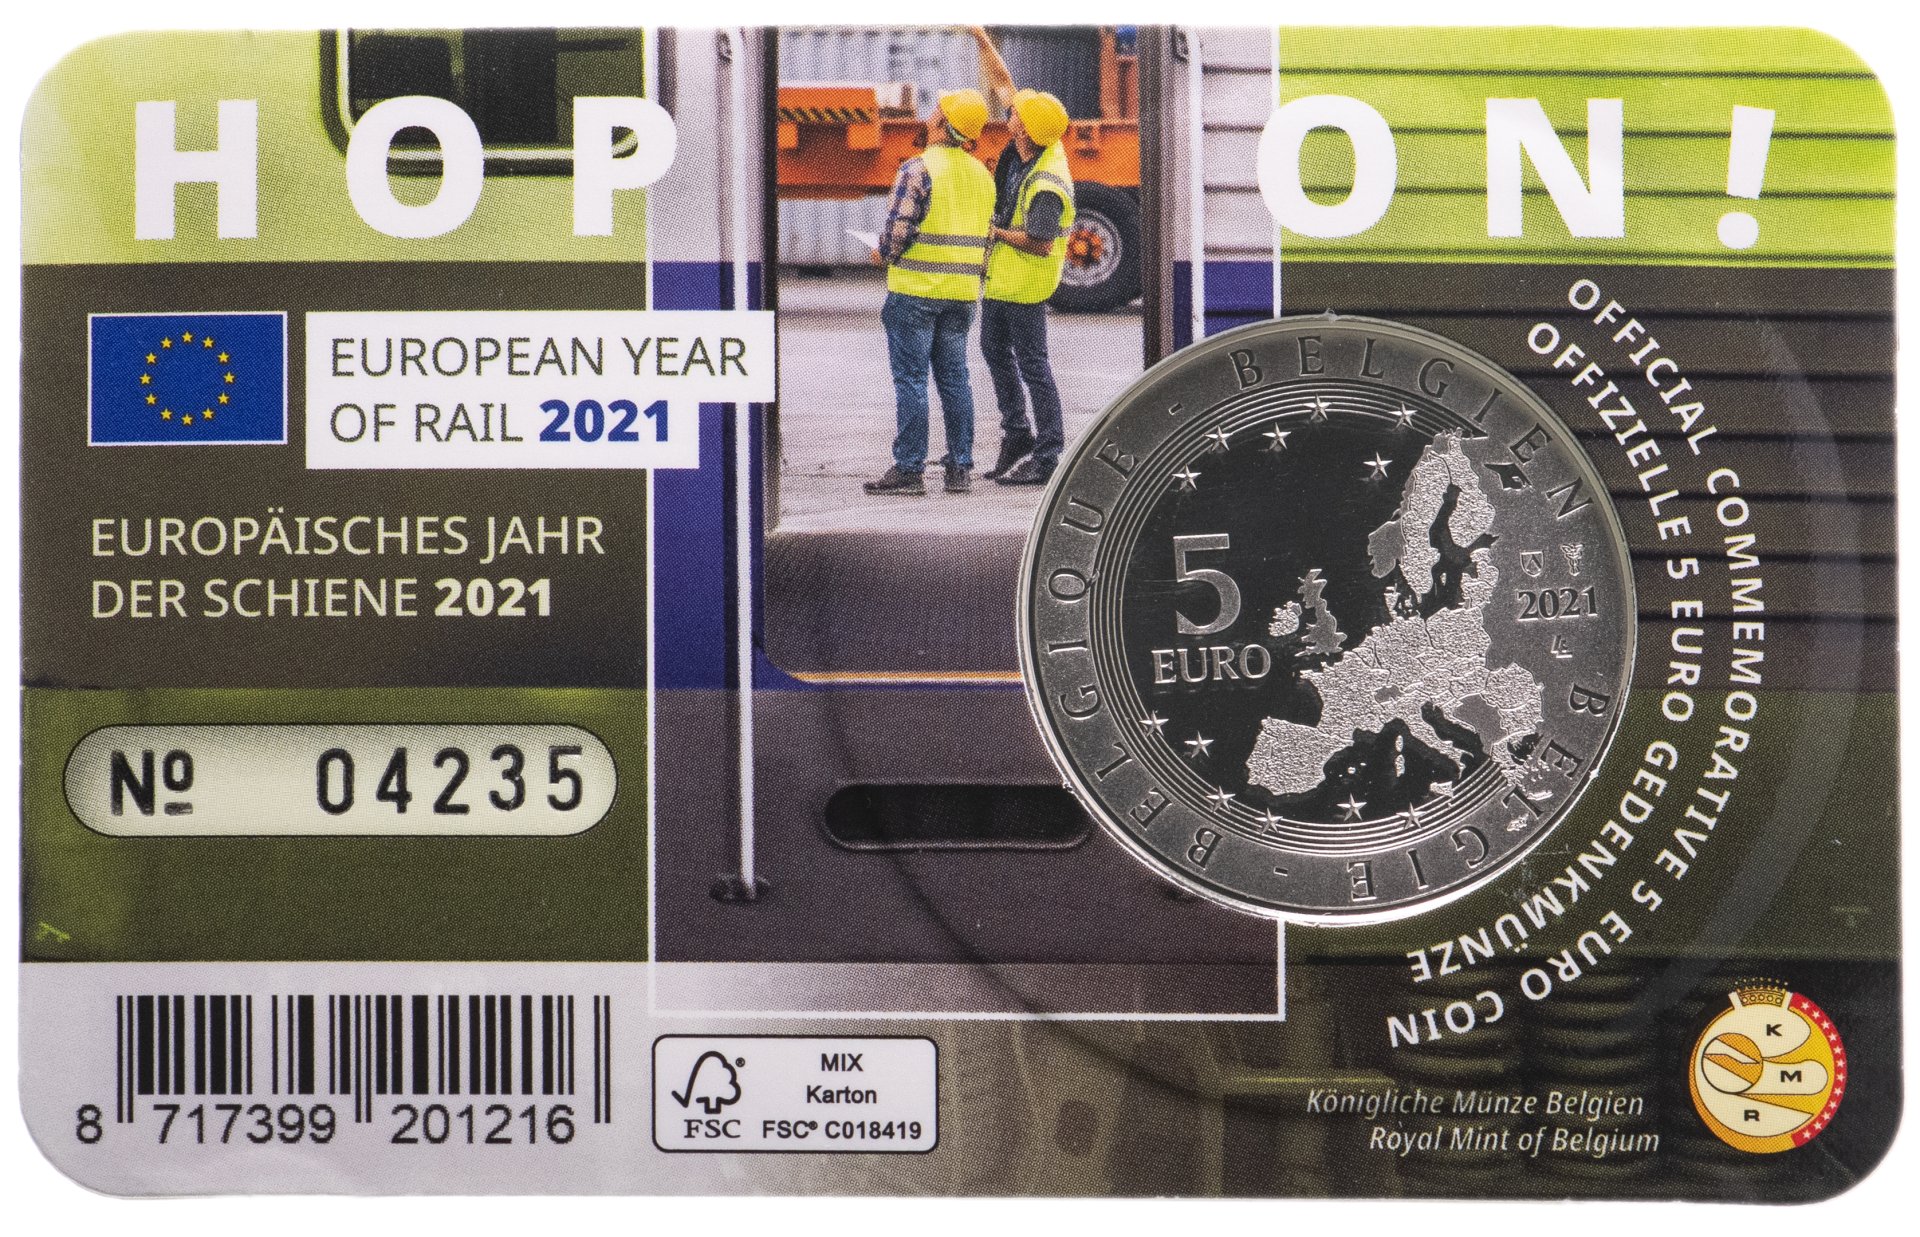 HOP ON!
EUROPEAN YEAR
OF RAIL 2021
EUROPÄISCHES JAHR
DER SCHIENE 2021
Nº 04235
8 717399 201216
FSC
MIX
Karton
FSC® C018419
BELGIQUE - BELGIEN
BELGIE -
5
EURO
2021
OFFICIAL COMMEMORATIVE 5 EURO COIN
OFFIZIELLE 5 EURO GEDENKMÜNZE
Königliche Münze Belgien
Royal Mint of Belgium
K
M
R